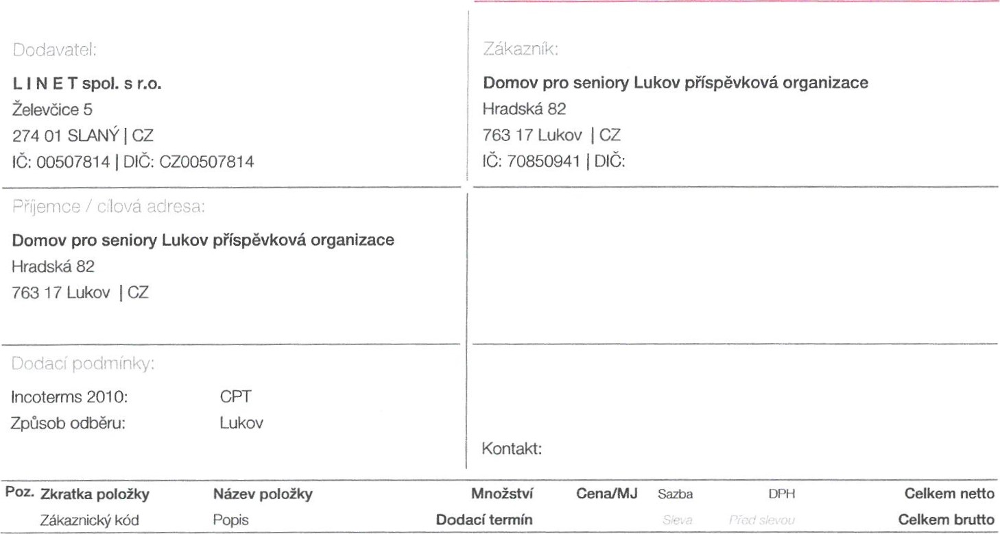 Dodavatel:
L I N E T spol. s r.o.
Želevčice 5
274 01 SLANÝ | CZ
IČ: 00507814 | DIČ: CZ00507814
Zákazník:
Domov pro seniory Lukov příspěvková organizace
Hradská 82
763 17 Lukov | CZ
IČ: 70850941 | DIČ:
Příjemce / cílová adresa:
Domov pro seniory Lukov příspěvková organizace
Hradská 82
763 17 Lukov | CZ
Dodací podmínky:
Incoterms 2010: CPT
Způsob odběru: Lukov
Kontakt:
Poz. Zkratka položky Název položky Množství Cena/MJ Sazba DPH Celkem netto
Zákaznický kód Popis Dodací termín Sleva Před slevou Celkem brutto